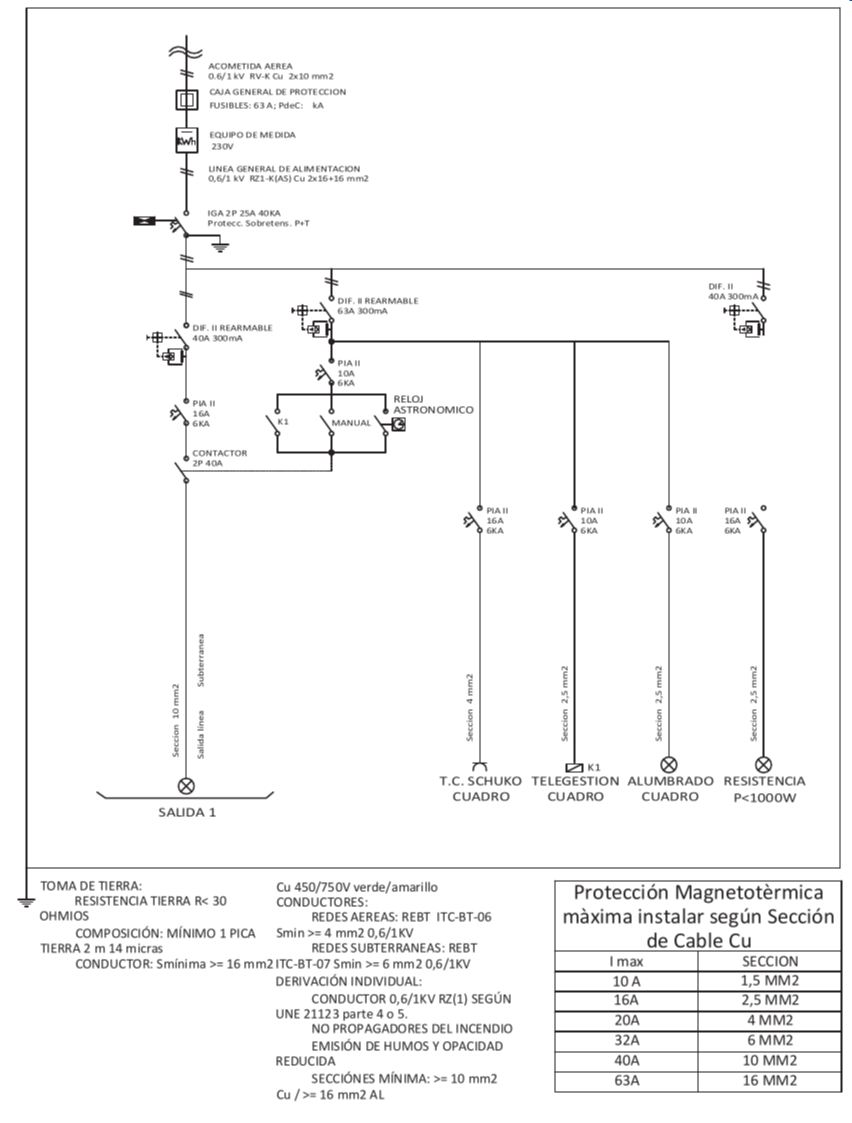 ACOMETIDA AEREA
0.6/1 kV RV-K Cu 2x10 mm2
CAJA GENERAL DE PROTECCION
FUSIBLES: 63 A; PdeC: kA
KWh
EQUIPO DE MEDIDA
230V
LINEA GENERAL DE ALIMENTACION
0,6/1 kV RZ1-K(AS) Cu 2x16+16 mm2
IGA 2P 25A 40KA
Protecc. Sobretens. P+T
DIF. II REARMABLE
40A 300mA
DIF. II REARMABLE
63A 300mA
DIF. II
40A 300mA
PIA II
16A
6KA
PIA II
10A
6KA
K1
MANUAL
RELOJ
ASTRONOMICO
CONTACTOR
2P 40A
PIA II
16A
6KA
PIA II
10A
6KA
PIA II
10A
6KA
PIA II
16A
6KA
Seccion 10 mm2
Salida línea Subterranea
Seccion 4 mm2
Seccion 2,5 mm2
Seccion 2,5 mm2
Seccion 2,5 mm2
SALIDA 1
T.C. SCHUKO
CUADRO
K1
TELEGESTION
CUADRO
ALUMBRADO
CUADRO
RESISTENCIA
P<1000W
TOMA DE TIERRA:
RESISTENCIA TIERRA R< 30
OHMIOS
COMPOSICIÓN: MÍNIMO 1 PICA
TIERRA 2 m 14 micras
CONDUCTOR: Smínima >= 16 mm2
Cu 450/750V verde/amarillo
CONDUCTORES:
REDES AEREAS: REBT ITC-BT-06
Smin >= 4 mm2 0,6/1KV
REDES SUBTERRANEAS: REBT
ITC-BT-07 Smin >= 6 mm2 0,6/1KV
DERIVACIÓN INDIVIDUAL:
CONDUCTOR 0,6/1KV RZ(1) SEGÚN
UNE 21123 parte 4 o 5.
NO PROPAGADORES DEL INCENDIO
EMISIÓN DE HUMOS Y OPACIDAD
REDUCIDA
SECCIÓNES MÍNIMA: >= 10 mm2
Cu / >= 16 mm2 AL
Protección Magnetotèrmica
màxima instalar según Sección
de Cable Cu
I max SECCION
10 A 1,5 MM2
16A 2,5 MM2
20A 4 MM2
32A 6 MM2
40A 10 MM2
63A 16 MM2